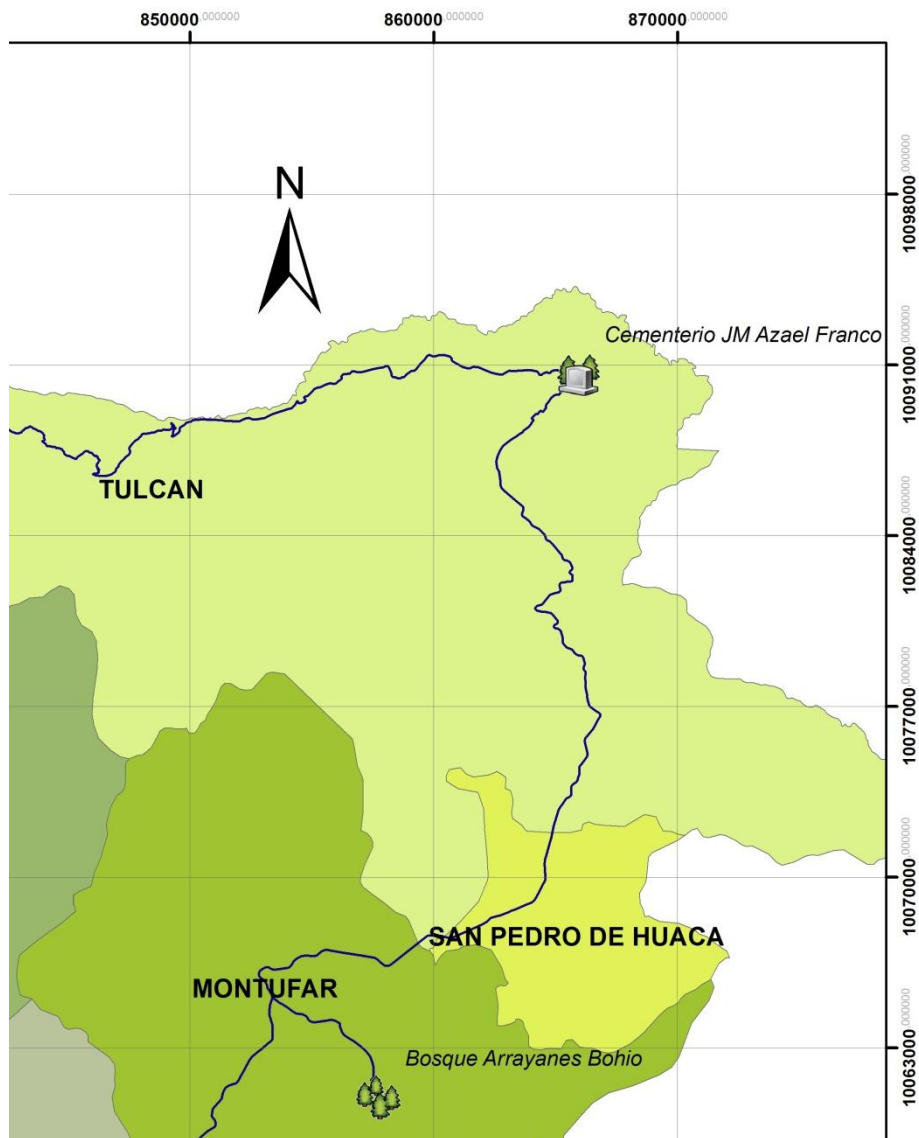 850000,000000
860000,000000
870000,000000
N
10098000,000000
Cementerio JM Azael Franco
10091000,000000
TULCAN
10084000,000000
10077000,000000
10070000,000000
SAN PEDRO DE HUACA
MONTUFAR
10063000,000000
Bosque Arrayanes Bohio